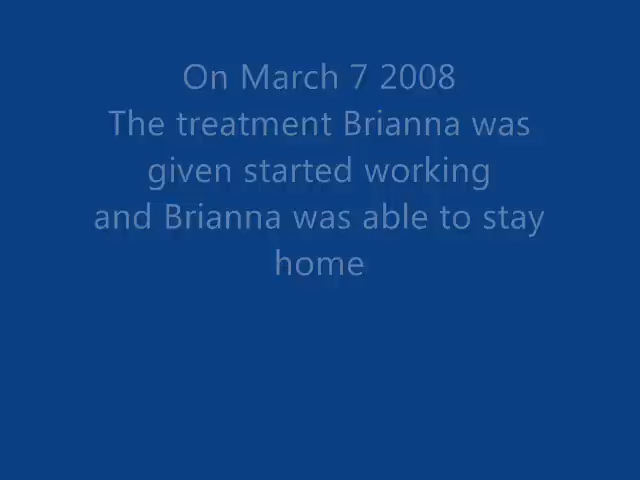 On March 7 2008
The treatment Brianna was
given started working
and Brianna was able to stay
home